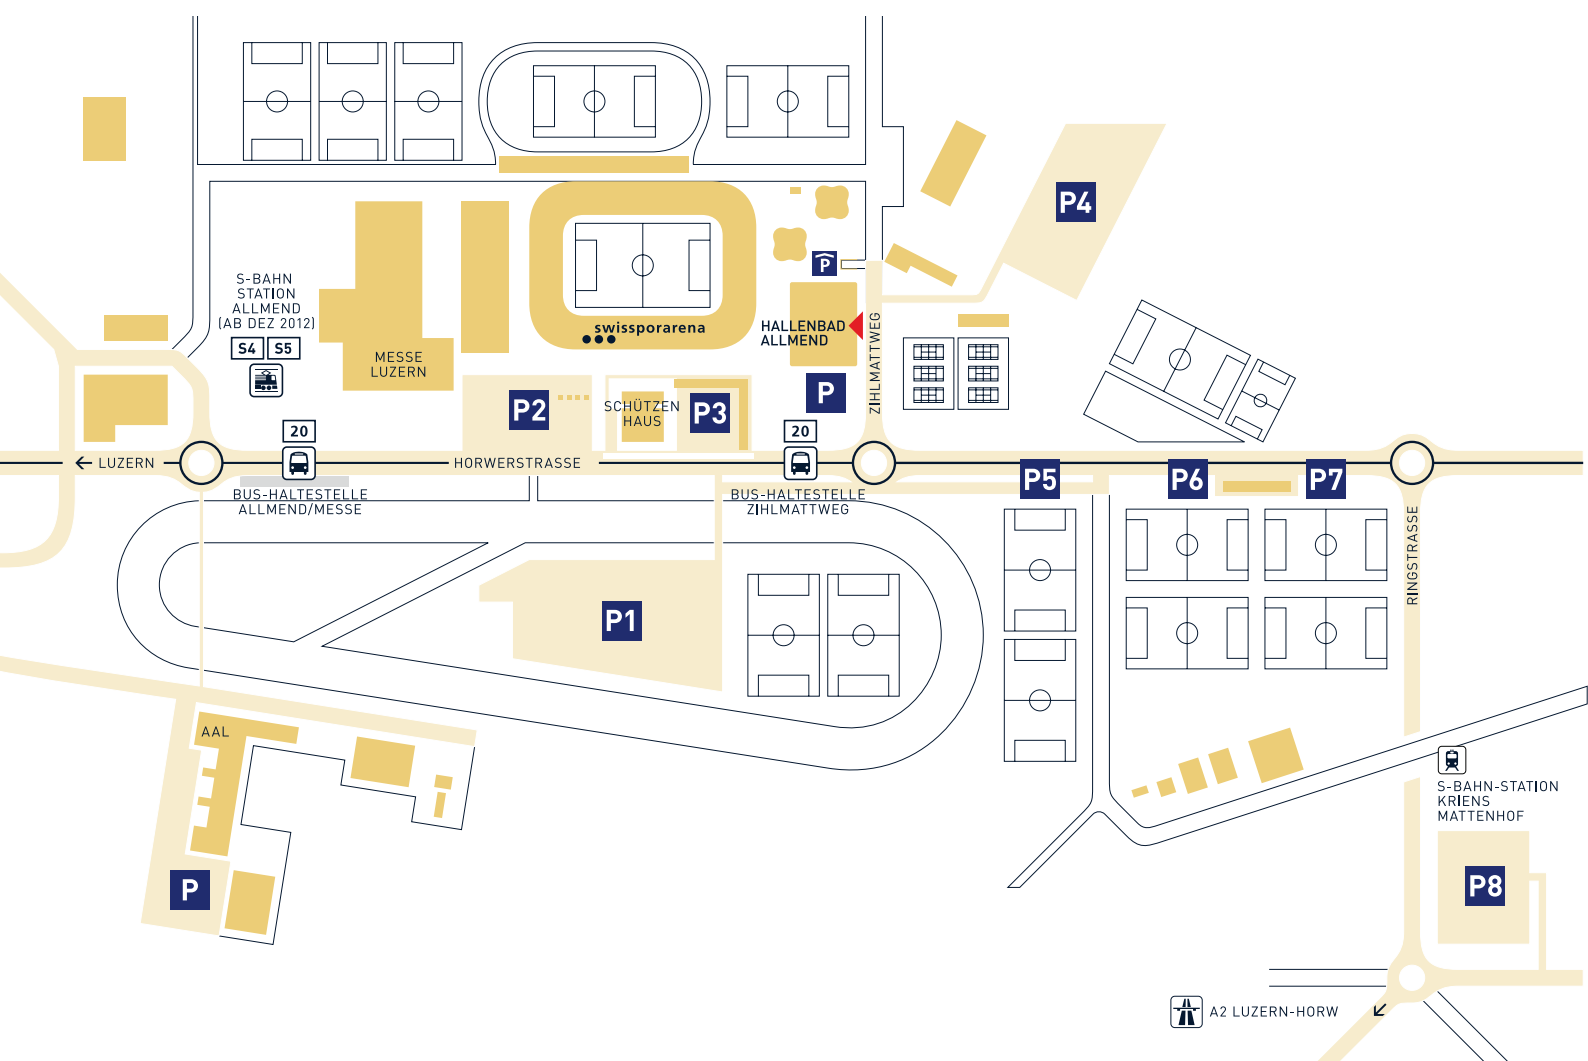 P4
S-BAHN
STATION
ALLMEND
(AB DEZ 2012)
S4 S5
MESSE
LUZERN
swissporarena
P
HALLENBAD
ALLMEND
P
ZIHLMATTWEG
P2
SCHÜTZEN
HAUS
P3
20
20
← LUZERN
HORWERSTRASSE
BUS-HALTESTELLE
ALLMEND/MESSE
BUS-HALTESTELLE
ZIHLMATTWEG
P5
P6
P7
RINGSTRASSE
P1
AAL
P
S-BAHN-STATION
KRIENS
MATTENHOF
P8
A2 LUZERN-HORW ↙